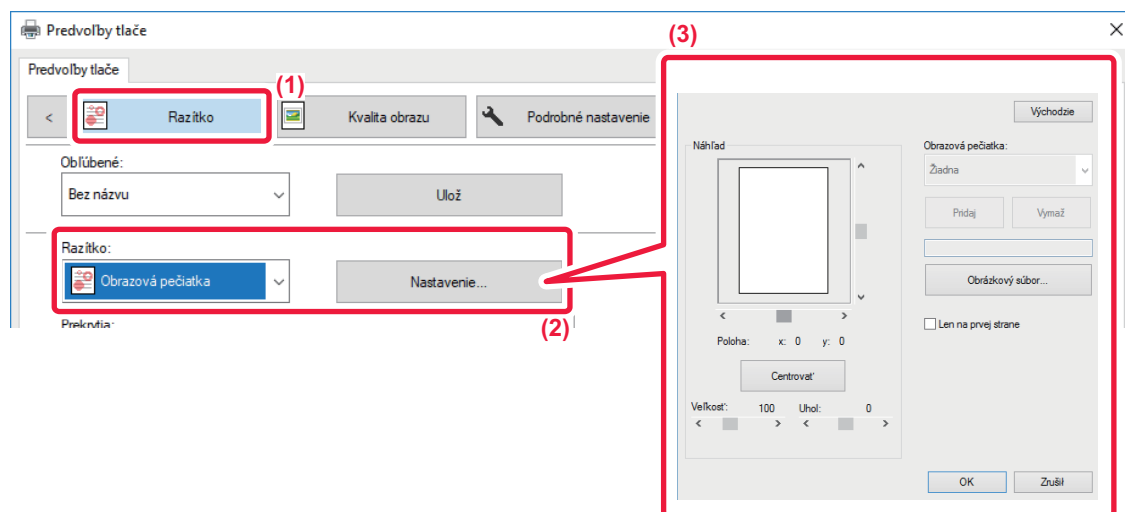 Predvoľby tlače
(3)
Predvoľby tlače
(1)
<
Razítko
Kvalita obrazu
Podrobné nastavenie
Obľúbené:
Bez názvu
Ulož
Razítko:
Obrazová pečiatka
Nastavenie...
Prekrytia:
(2)
Východzie
Náhľad
Obrazová pečiatka:
Žiadna
Pridaj
Vymaž
Obrázkový súbor...
Len na prvej strane
Poloha: x: 0 y: 0
Centrovať
Veľkosť: 100 Uhol: 0
OK
Zrušiť